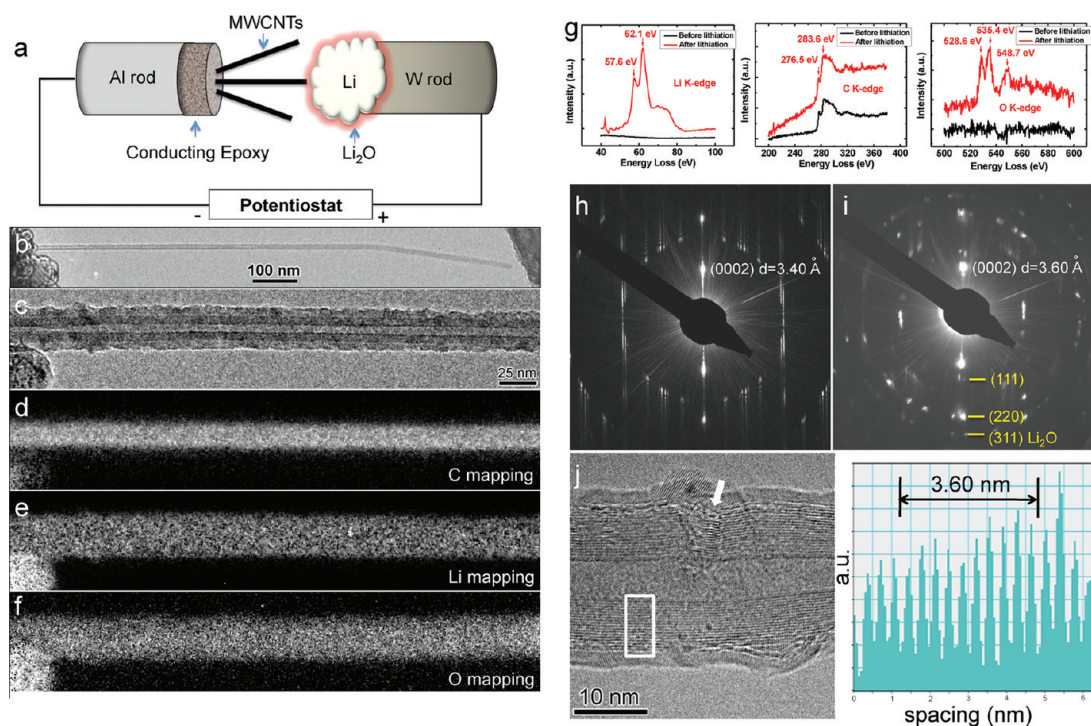 a
MWCNTs
Al rod
Li
W rod
Conducting Epoxy
Li₂O
- Potentiostat +
b
100 nm
c
25 nm
d
C mapping
e
Li mapping
f
O mapping
g
Intensity (a.u.)
62.1 eV
57.6 eV
Before lithiation
After lithiation
Li K-edge
40 60 80 100
Energy Loss (eV)
Intensity (a.u.)
283.6 eV
276.5 eV
Before lithiation
After lithiation
C K-edge
200 240 280 320 360 400
Energy Loss (eV)
Intensity (a.u.)
528.6 eV
535.4 eV
548.7 eV
Before lithiation
After lithiation
O K-edge
500 520 540 560 580 600
Energy Loss (eV)
h
(0002) d=3.40 Å
i
(0002) d=3.60 Å
(111)
(220)
(311) Li₂O
j
10 nm
3.60 nm
a.u.
0 1 2 3 4 5 6
spacing (nm)